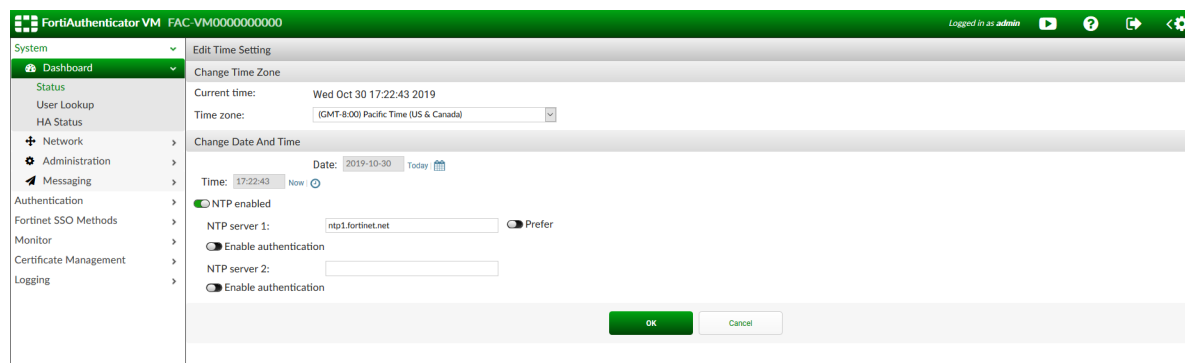 FortiAuthenticator VM FAC-VM0000000000
Logged in as admin
System
Dashboard
Status
User Lookup
HA Status
Network
Administration
Messaging
Authentication
Fortinet SSO Methods
Monitor
Certificate Management
Logging
Edit Time Setting
Change Time Zone
Current time: Wed Oct 30 17:22:43 2019
Time zone: (GMT-8:00) Pacific Time (US & Canada)
Change Date And Time
Date: 2019-10-30 Today |
Time: 17:22:43 Now |
NTP enabled
NTP server 1: ntp1.fortinet.net Prefer
Enable authentication
NTP server 2:
Enable authentication
OK Cancel